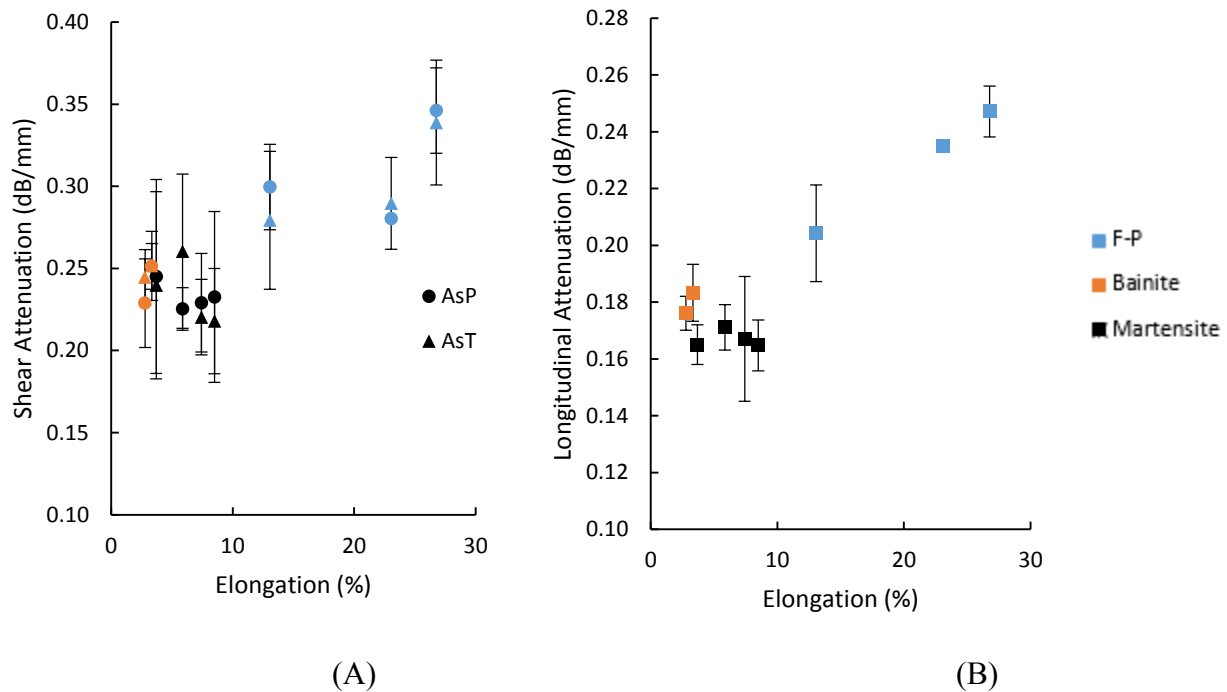 0.40
0.35
0.30
0.25
0.20
0.15
0.10
Shear Attenuation (dB/mm)
0
10
20
30
Elongation (%)
AsP
AsT
(A)
0.28
0.26
0.24
0.22
0.20
0.18
0.16
0.14
0.12
0.10
Longitudinal Attenuation (dB/mm)
0
10
20
30
Elongation (%)
F-P
Bainite
Martensite
(B)